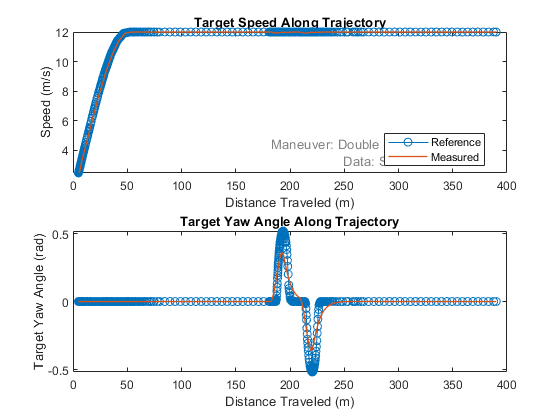 Target Speed Along Trajectory
12
10
8
6
4
Speed (m/s)
Maneuver: Double
Data:
Reference
Measured
0
50
100
150
200
250
300
350
400
Distance Traveled (m)
Target Yaw Angle Along Trajectory
0.5
0
-0.5
Target Yaw Angle (rad)
0
50
100
150
200
250
300
350
400
Distance Traveled (m)